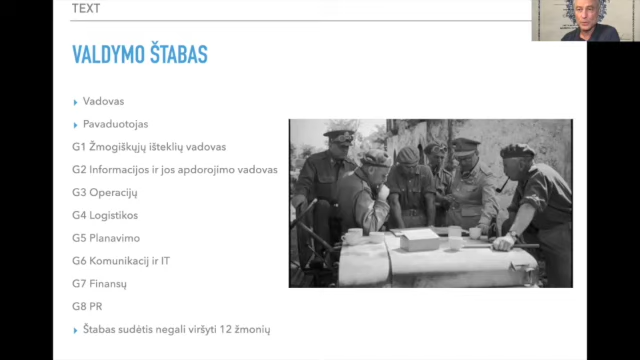 TEXT
VALDYMO ŠTABAS
Vadovas
Pavaduotojas
G1 Žmogiškųjų išteklių vadovas
G2 Informacijos ir jos apdorojimo vadovas
G3 Operacijų
G4 Logistikos
G5 Planavimo
G6 Komunikacij ir IT
G7 Finansų
G8 PR
Štabas sudėtis negali viršyti 12 žmonių